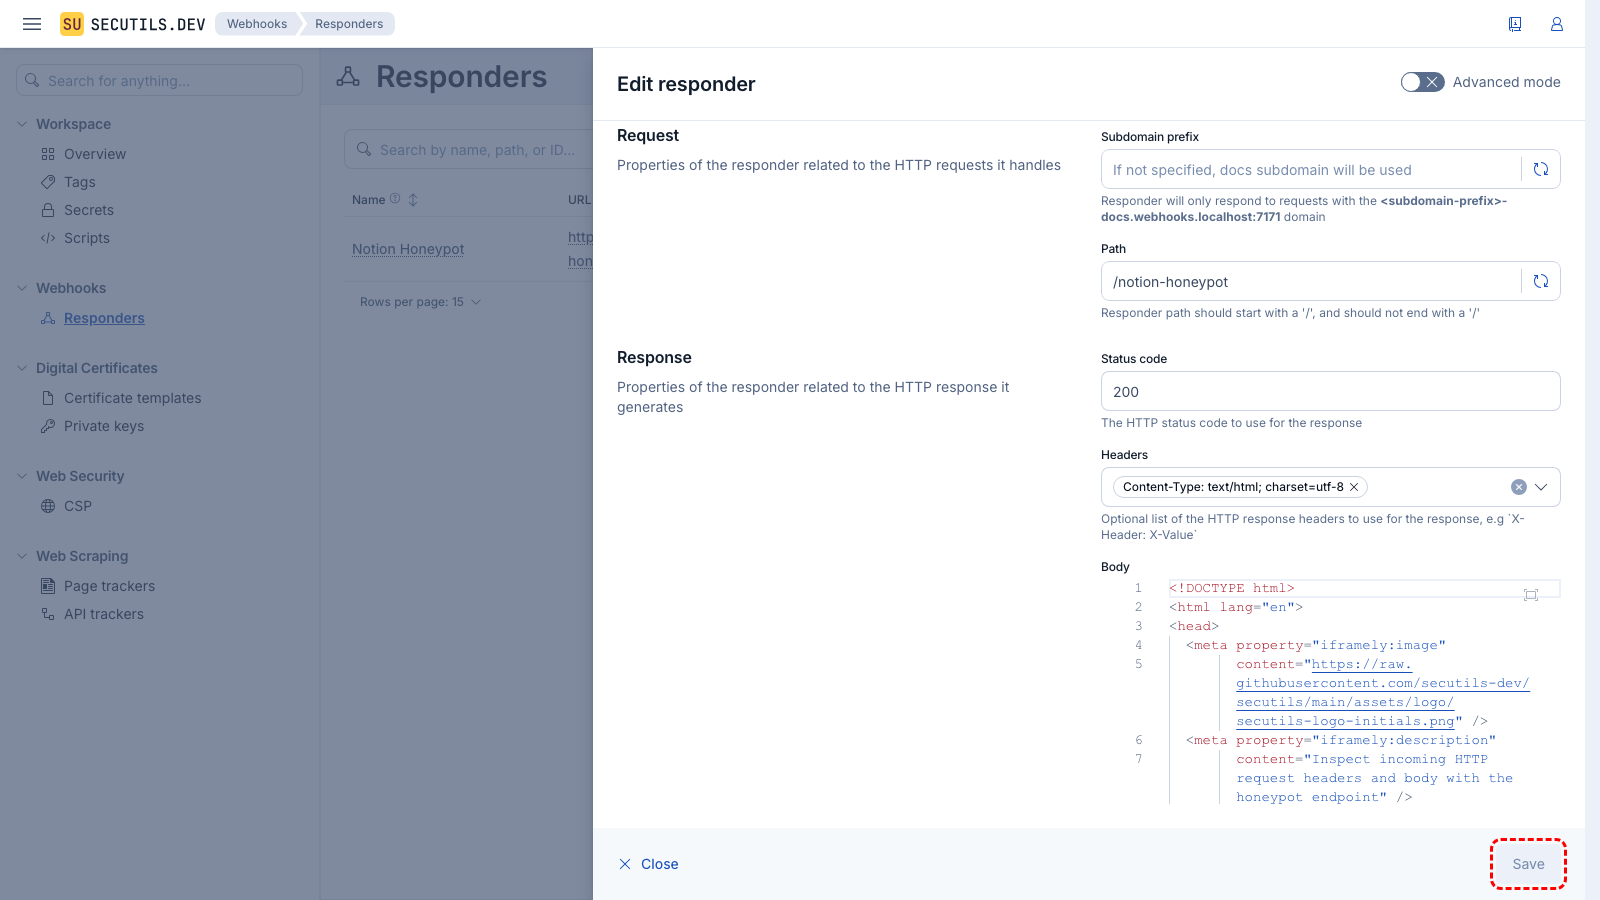 SU SECUTILS.DEV Webhooks Responders
Search for anything...
Workspace
Overview
Tags
Secrets
Scripts
Webhooks
Responders
Digital Certificates
Certificate templates
Private keys
Web Security
CSP
Web Scraping
Page trackers
API trackers
Responders
Search by name, path, or ID...
Name URL
Notion Honeypot http
hon
Rows per page: 15
Edit responder
Advanced mode
Request
Properties of the responder related to the HTTP requests it handles
Subdomain prefix
If not specified, docs subdomain will be used
Responder will only respond to requests with the <subdomain-prefix>-
docs.webhooks.localhost:7171 domain
Path
/notion-honeypot
Responder path should start with a '/', and should not end with a '/'
Response
Properties of the responder related to the HTTP response it
generates
Status code
200
The HTTP status code to use for the response
Headers
Content-Type: text/html; charset=utf-8
Optional list of the HTTP response headers to use for the response, e.g `X-
Header: X-Value`
Body
1 <!DOCTYPE html>
2 <html lang="en">
3 <head>
4 <meta property="iframely:image"
5 content="https://raw.
githubusercontent.com/secutils-dev/
secutils/main/assets/logo/
secutils-logo-initials.png" />
6 <meta property="iframely:description"
7 content="Inspect incoming HTTP
request headers and body with the
honeypot endpoint" />
Close
Save